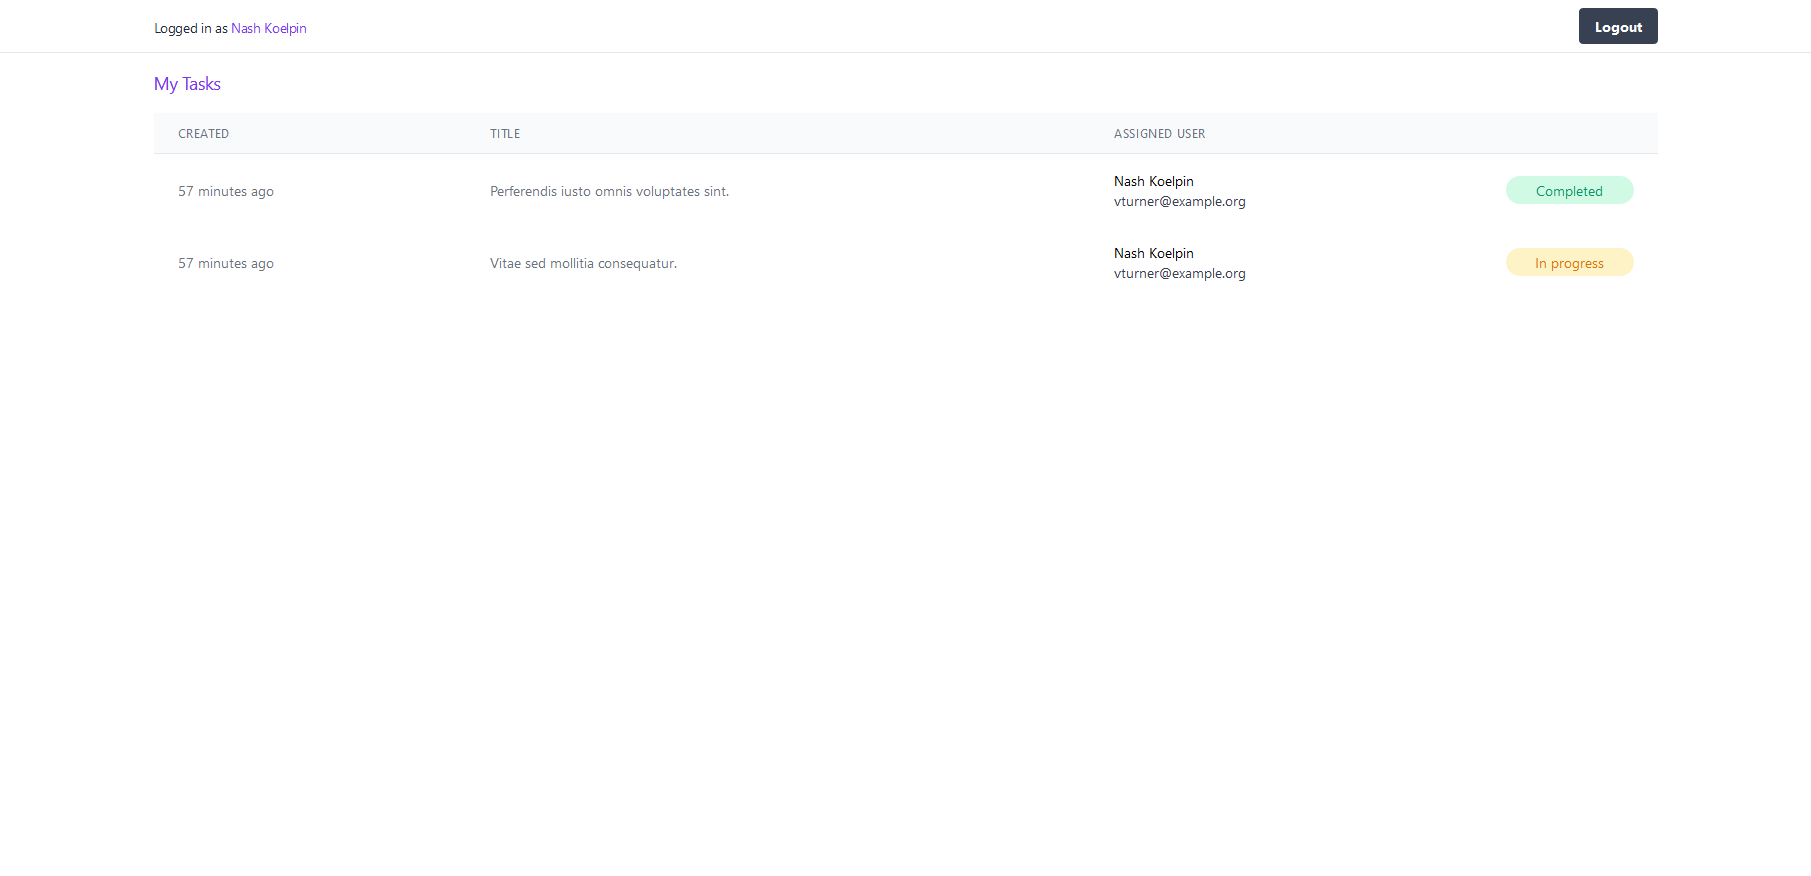 Logged in as Nash Koelpin
Logout
My Tasks
CREATED
TITLE
ASSIGNED USER
57 minutes ago
Perferendis iusto omnis voluptates sint.
Nash Koelpin
vturner@example.org
Completed
57 minutes ago
Vitae sed mollitia consequatur.
Nash Koelpin
vturner@example.org
In progress